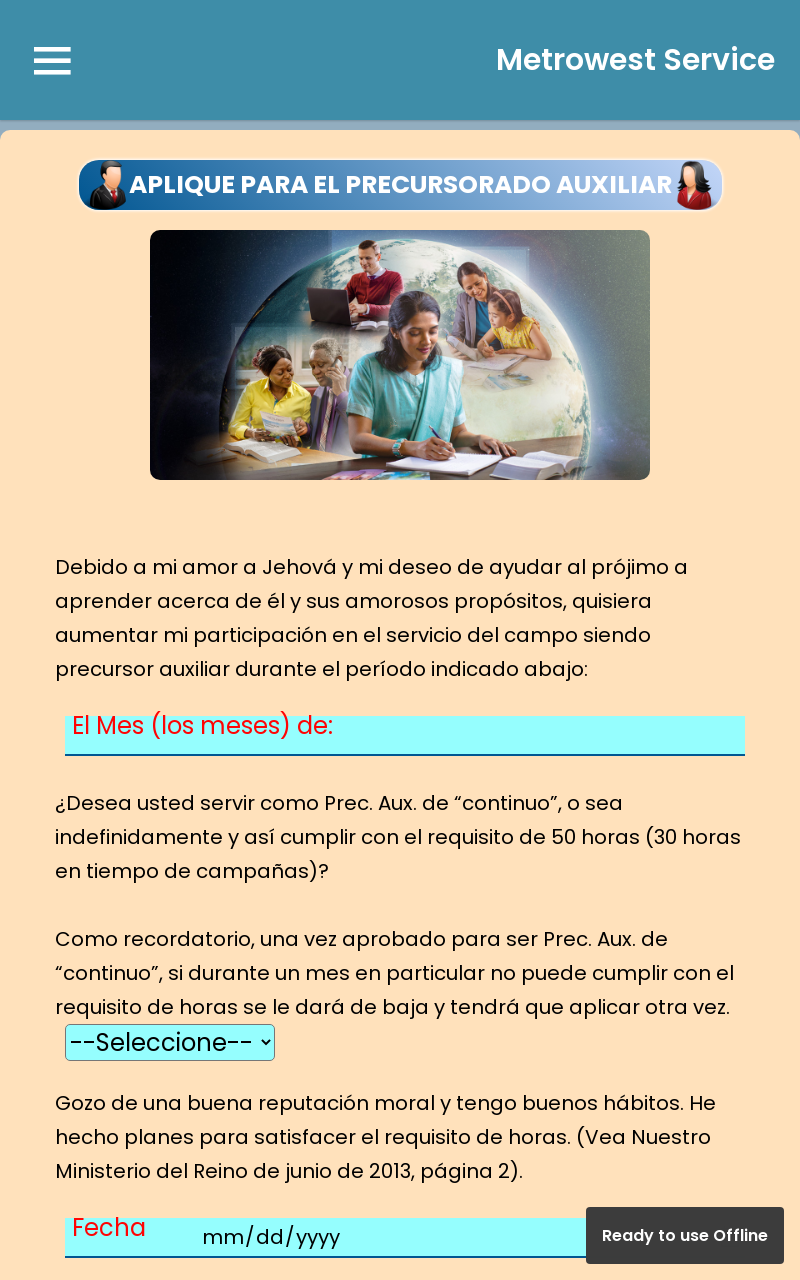 Metrowest Service
APLIQUE PARA EL PRECURSORADO AUXILIAR
Debido a mi amor a Jehová y mi deseo de ayudar al prójimo a
aprender acerca de él y sus amorosos propósitos, quisiera
aumentar mi participación en el servicio del campo siendo
precursor auxiliar durante el período indicado abajo:
El Mes (los meses) de:
¿Desea usted servir como Prec. Aux. de “continuo”, o sea
indefinidamente y así cumplir con el requisito de 50 horas (30 horas
en tiempo de campañas)?
Como recordatorio, una vez aprobado para ser Prec. Aux. de
“continuo”, si durante un mes en particular no puede cumplir con el
requisito de horas se le dará de baja y tendrá que aplicar otra vez.
--Seleccione--
Gozo de una buena reputación moral y tengo buenos hábitos. He
hecho planes para satisfacer el requisito de horas. (Vea Nuestro
Ministerio del Reino de junio de 2013, página 2).
Fecha mm/dd/yyyy
Ready to use Offline